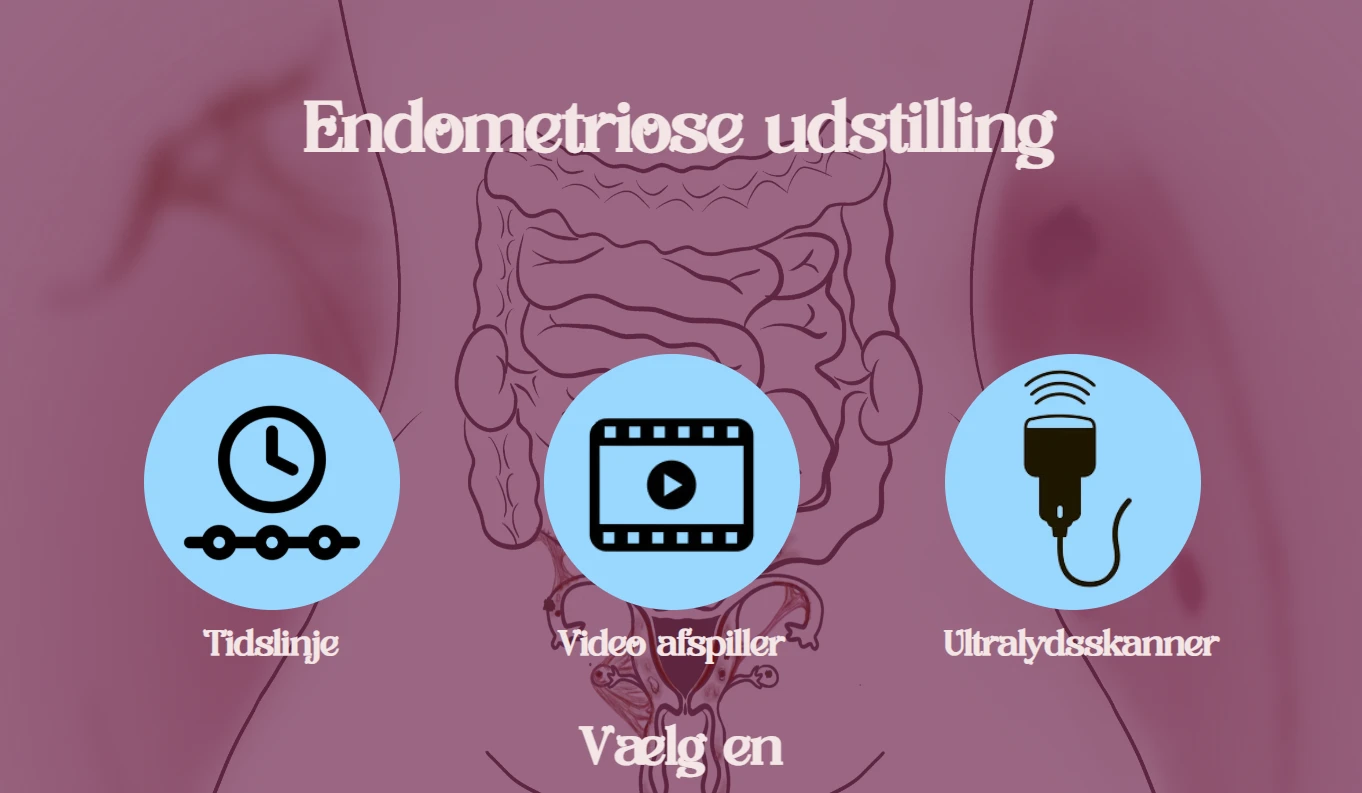 Endometriose udstilling
Tidslinje
Video afspiller
Ultralydsskanner
Vælg en